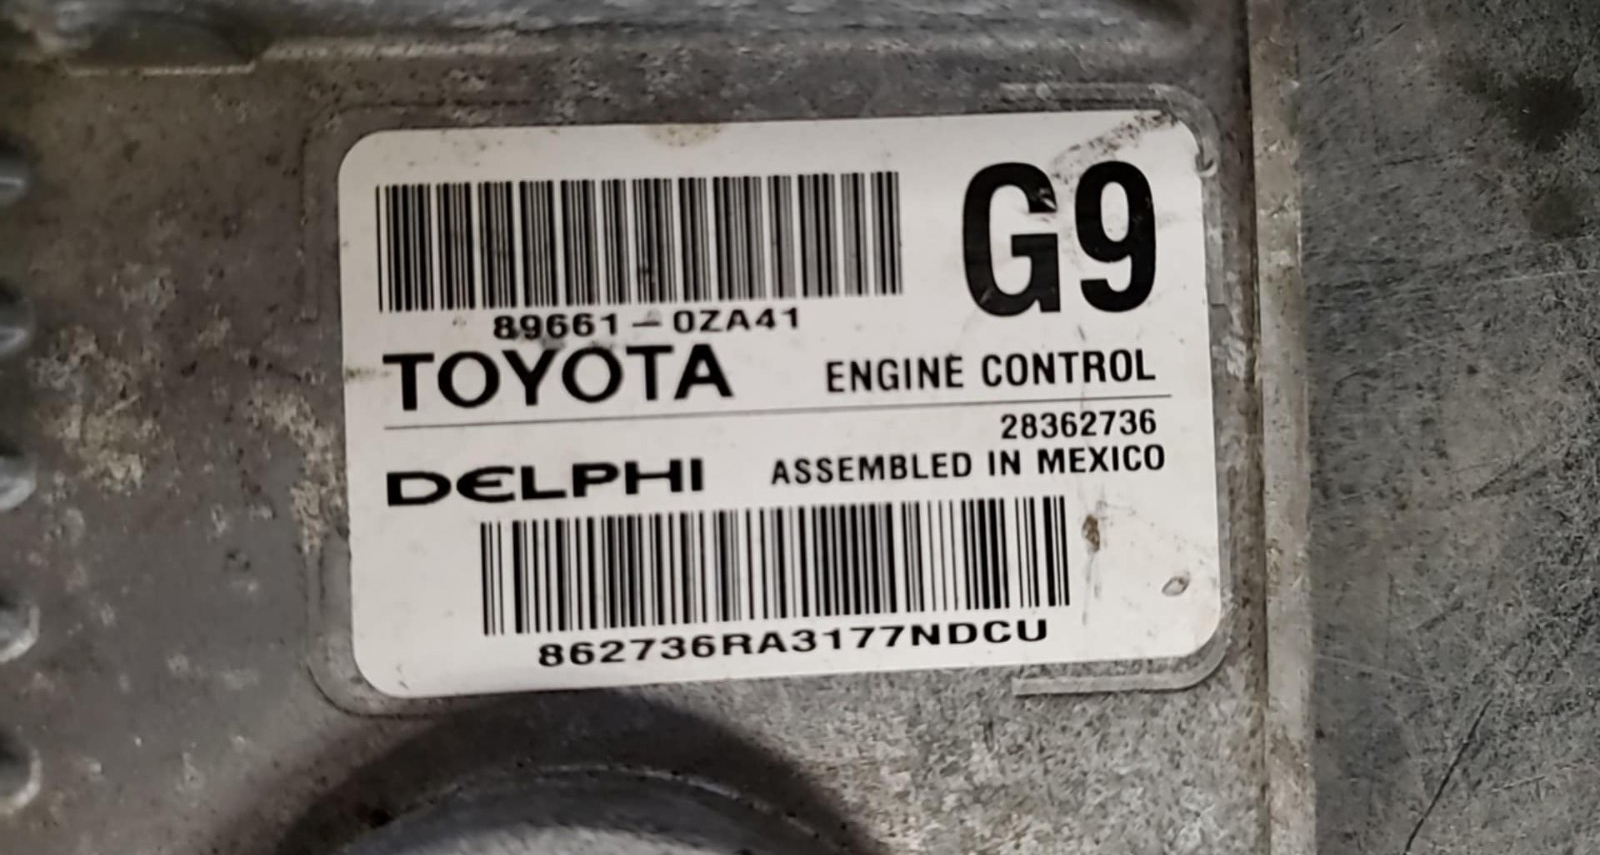 G9
89661-0ZA41
TOYOTA ENGINE CONTROL
28362736
DELPHI ASSEMBLED IN MEXICO
862736RA3177NDCU